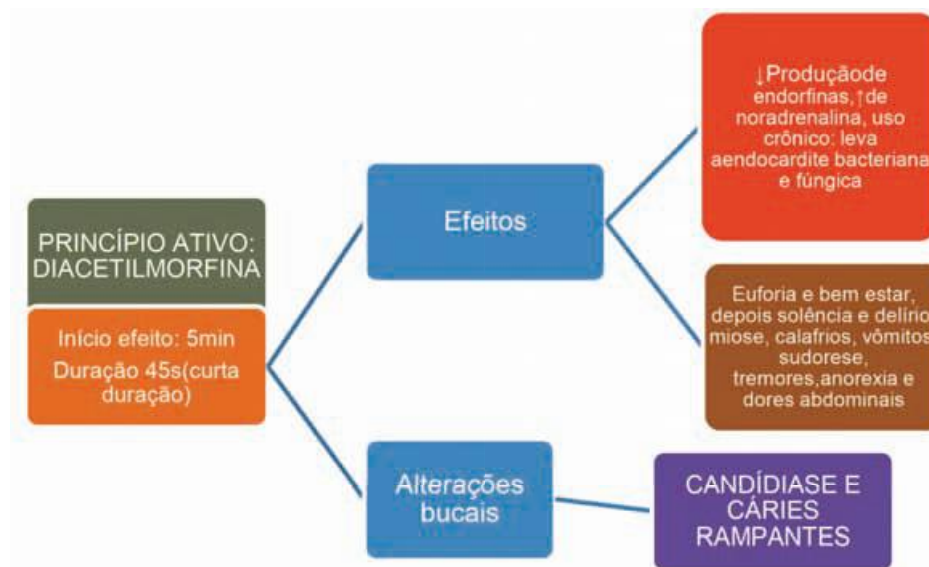 PRINCÍPIO ATIVO:
DIACETILMORFINA
Início efeito: 5min
Duração 45s(curta
duração)
Efeitos
↓Produçãode
endorfinas,↑de
noradrenalina, uso
crônico: leva
aendocardite bacteriana
e fúngica
Euforia e bem estar,
depois solência e delírio
miose, calafrios, vômitos
sudorese,
tremores,anorexia e
dores abdominais
Alterações
bucais
CANDÍDIASE E
CÁRIES
RAMPANTES